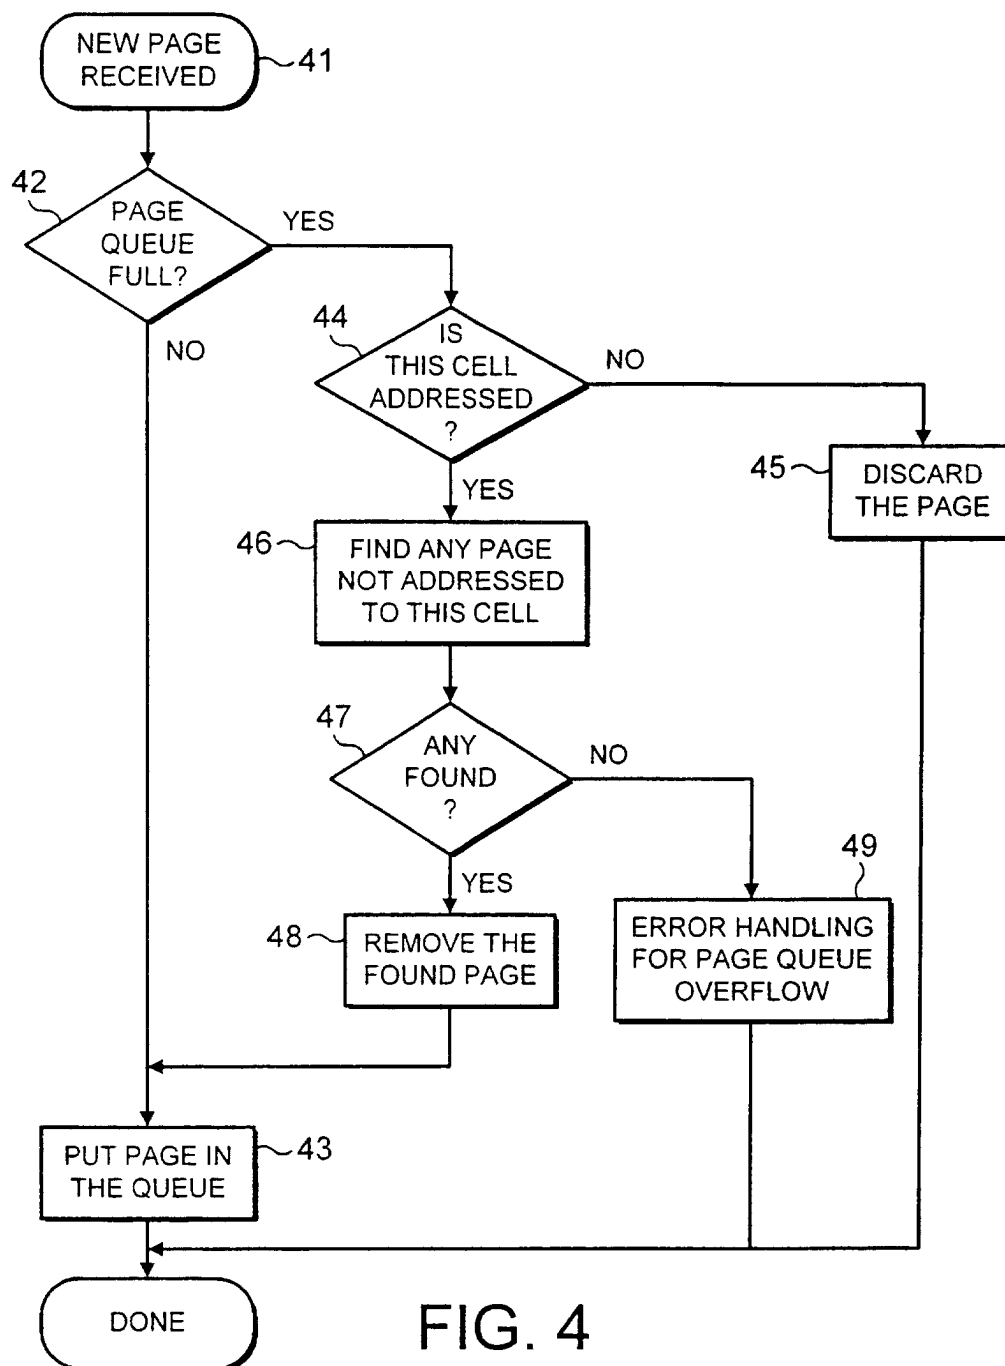 NEW PAGE
RECEIVED
41
42
PAGE
QUEUE
FULL?
YES
NO
44
IS
THIS CELL
ADDRESSED
?
NO
YES
45
DISCARD
THE PAGE
46
FIND ANY PAGE
NOT ADDRESSED
TO THIS CELL
47
ANY
FOUND
?
NO
YES
48
REMOVE THE
FOUND PAGE
49
ERROR HANDLING
FOR PAGE QUEUE
OVERFLOW
PUT PAGE IN
THE QUEUE
43
DONE
FIG. 4